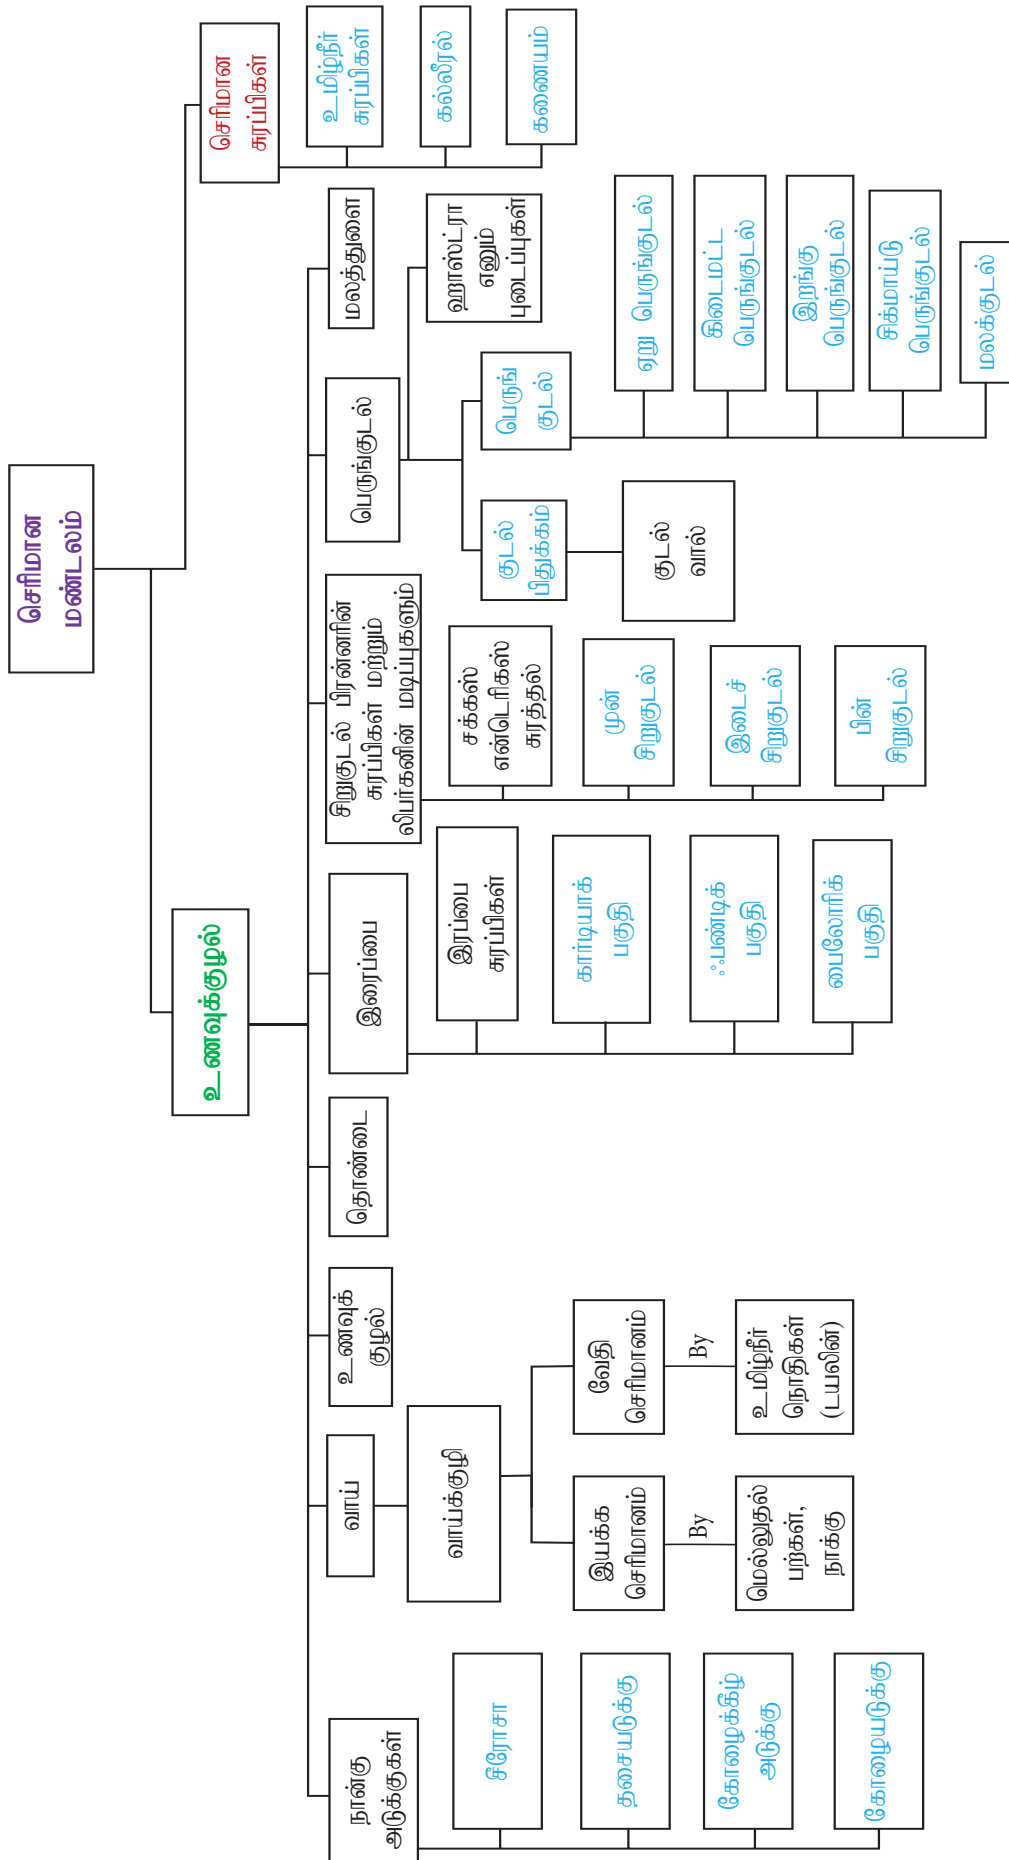 செரிமான
மண்டலம்
உணவுக்குழல்
செரிமான
சுரப்பிகள்
நான்கு
அடுக்குகள்
சீரோசா
தசையடுக்கு
கோழைக்கீழ்
அடுக்கு
கோழையடுக்கு
வாய்
வாய்க்குழி
இயக்க
செரிமானம்
By
மெல்லுதல்
பற்கள்,
நாக்கு
வேதி
செரிமானம்
By
உமிழ்நீர்
நொதிகள்
(டயலின்)
உணவுக்
குழல்
தொண்டை
இரைப்பை
இரப்பை
சுரப்பிகள்
கார்டியாக்
பகுதி
ஃபண்டிக்
பகுதி
பைலோரிக்
பகுதி
சிறுகுடல் பிரன்னரின்
சுரப்பிகள் மற்றும்
லிபர்கனின் மடிப்புகளும்
சக்கஸ்
என்டெரிகஸ்
சுரத்தல்
முன்
சிறுகுடல்
இடைச்
சிறுகுடல்
பின்
சிறுகுடல்
பெருங்குடல்
குடல்
பிதுக்கம்
குடல்
வால்
பெருங்
குடல்
ஏறு பெருங்குடல்
கிடைமட்ட
பெருங்குடல்
இறங்கு
பெருங்குடல்
சிக்மாய்டு
பெருங்குடல்
மலக்குடல்
ஹாஸ்ட்ரா
எனும்
புடைப்புகள்
மலத்துளை
உமிழ்நீர்
சுரப்பிகள்
கல்லீரல்
கணையம்